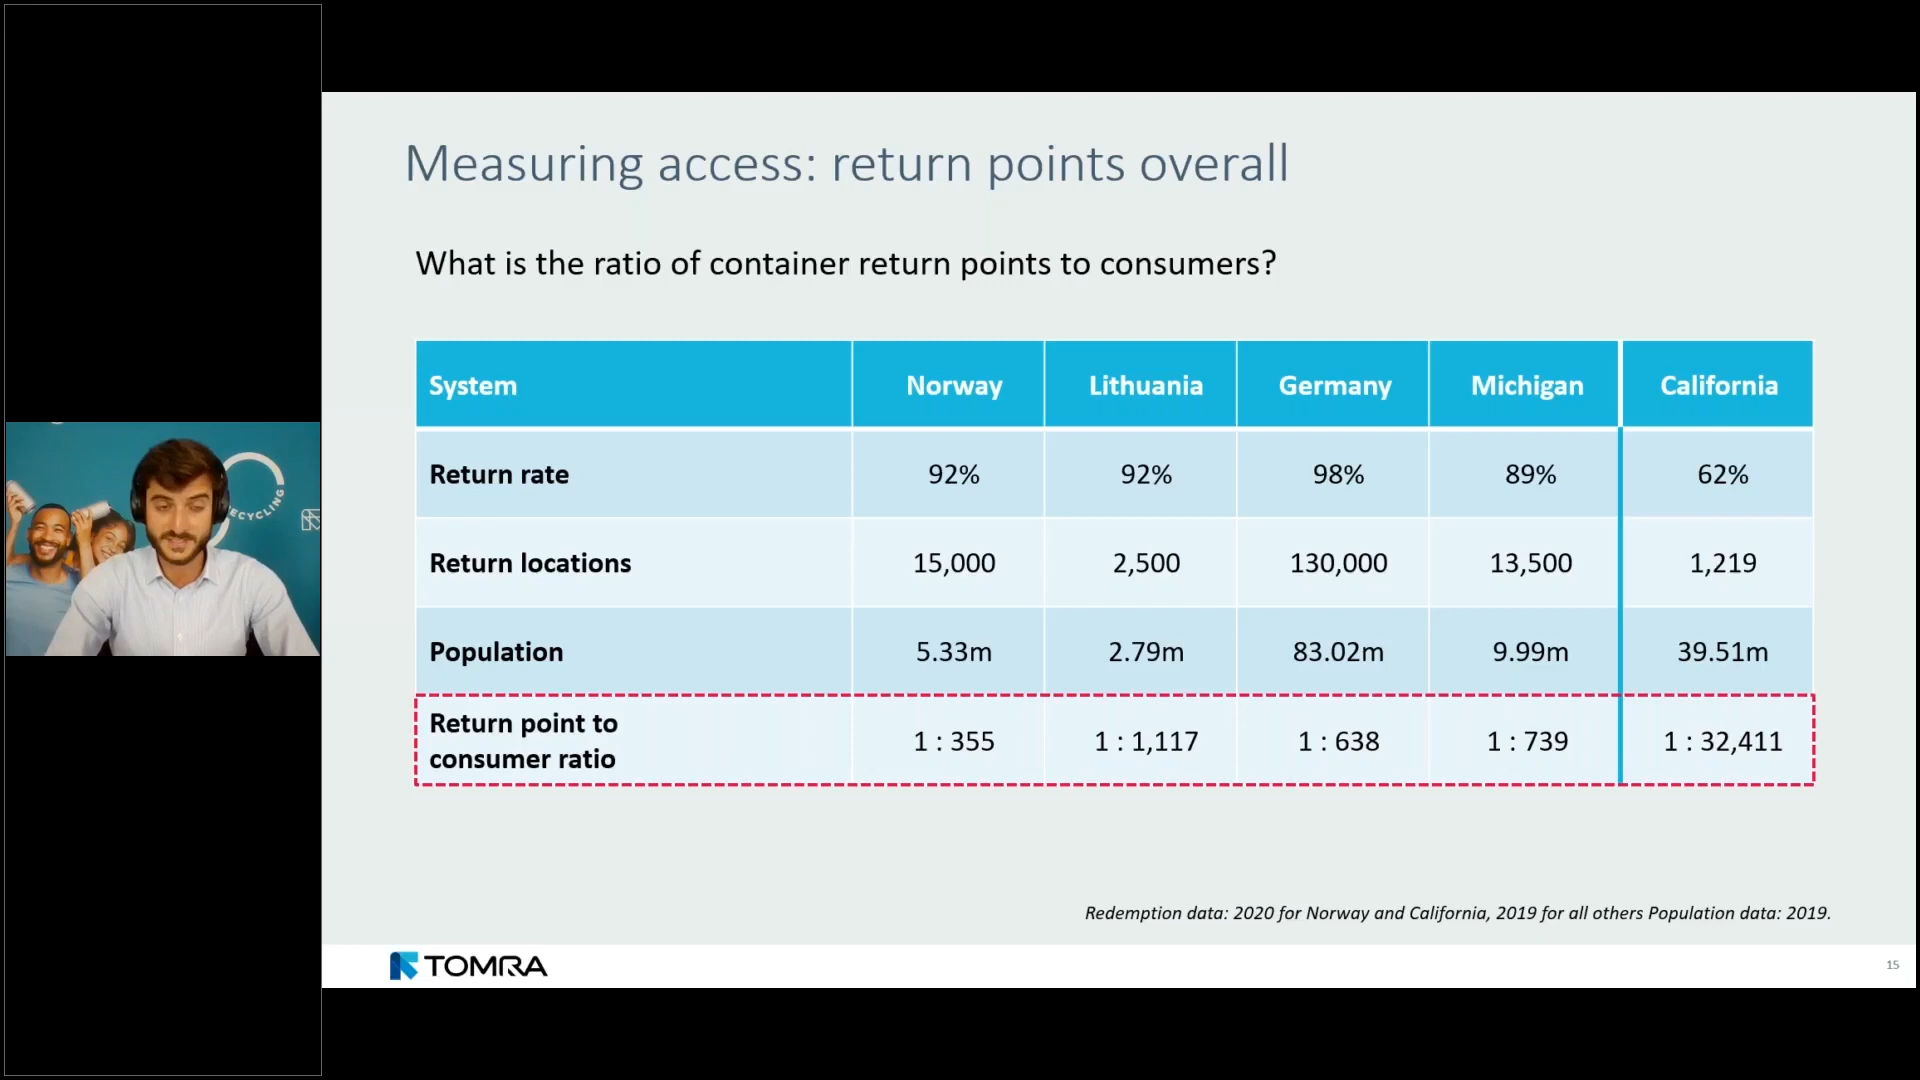 Measuring access: return points overall
What is the ratio of container return points to consumers?
System Norway Lithuania Germany Michigan California
Return rate 92% 92% 98% 89% 62%
Return locations 15,000 2,500 130,000 13,500 1,219
Population 5.33m 2.79m 83.02m 9.99m 39.51m
Return point to
consumer ratio 1 : 355 1 : 1,117 1 : 638 1 : 739 1 : 32,411
Redemption data: 2020 for Norway and California, 2019 for all others Population data: 2019.
TOMRA
15
ECYCLING